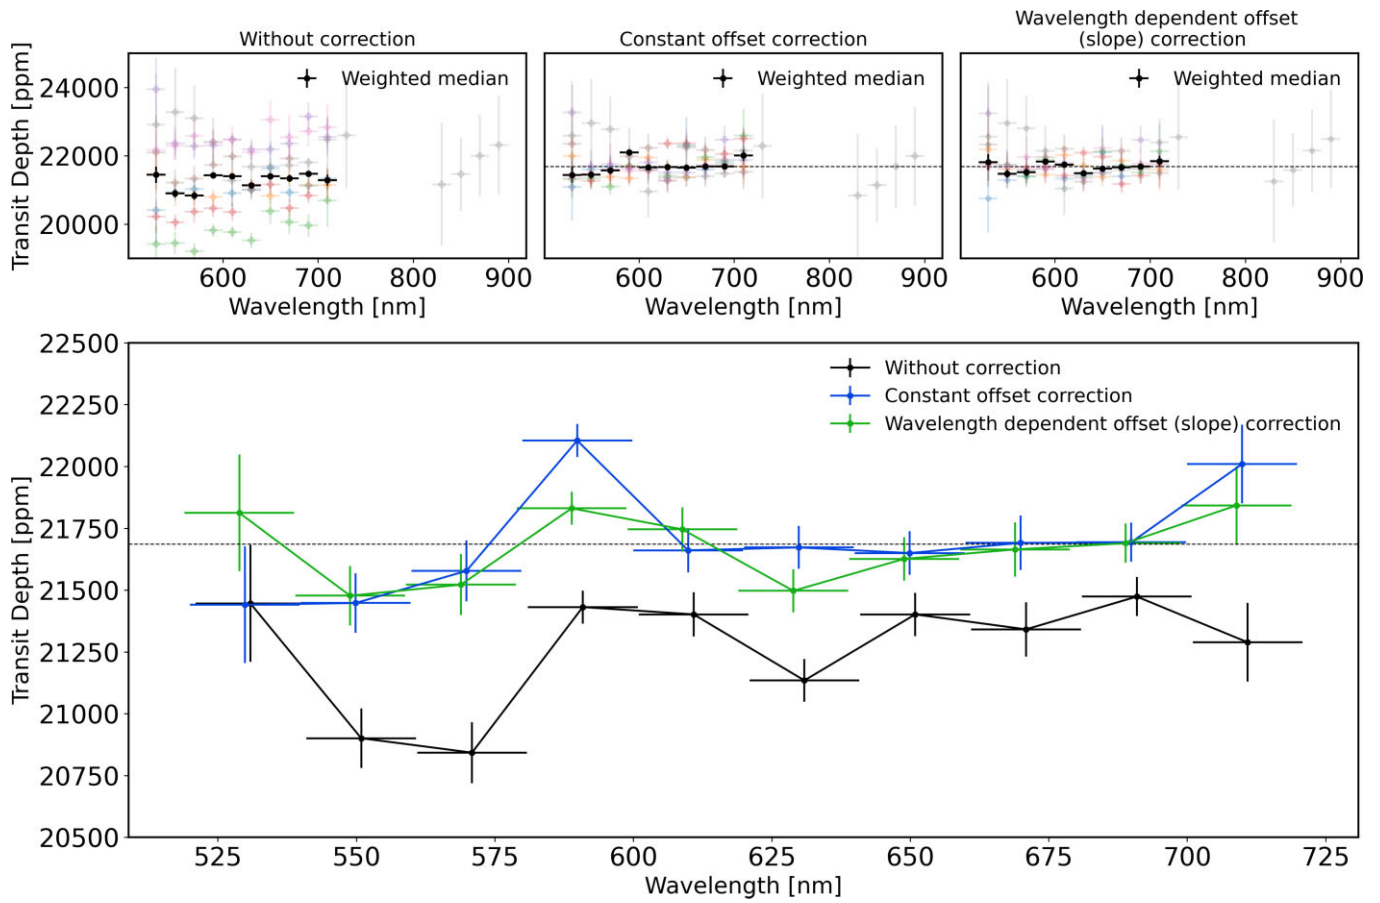 Without correction
Constant offset correction
Wavelength dependent offset
(slope) correction
Transit Depth [ppm]
24000
22000
20000
Weighted median
Weighted median
Weighted median
600 700 800 900
600 700 800 900
600 700 800 900
Wavelength [nm]
Wavelength [nm]
Wavelength [nm]
Transit Depth [ppm]
22500
22250
22000
21750
21500
21250
21000
20750
20500
Without correction
Constant offset correction
Wavelength dependent offset (slope) correction
525 550 575 600 625 650 675 700 725
Wavelength [nm]